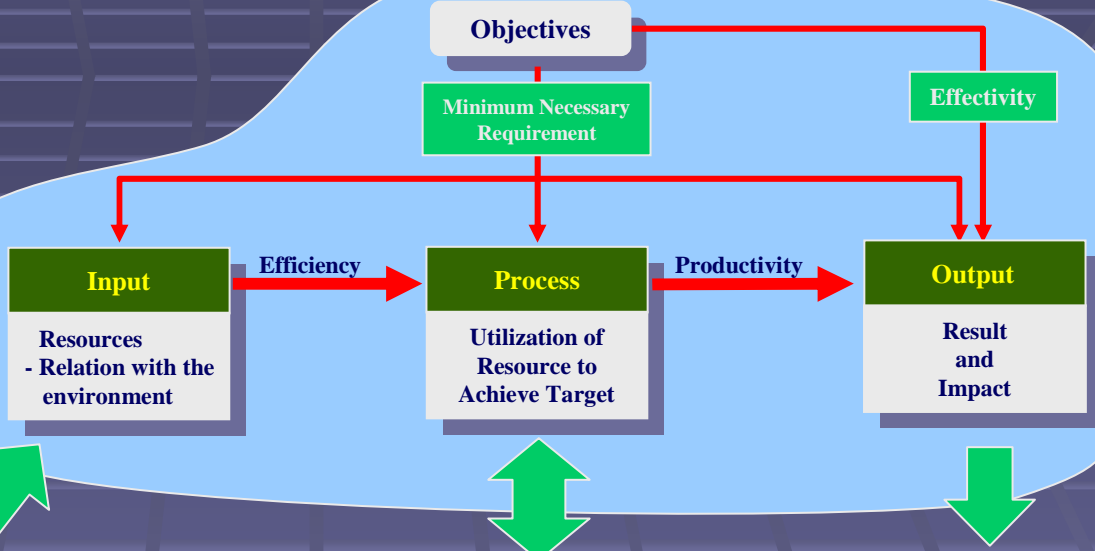 Objectives
Minimum Necessary
Requirement
Effectivity
Input
Efficiency
Process
Productivity
Output
Resources
- Relation with the
environment
Utilization of
Resource to
Achieve Target
Result
and
Impact